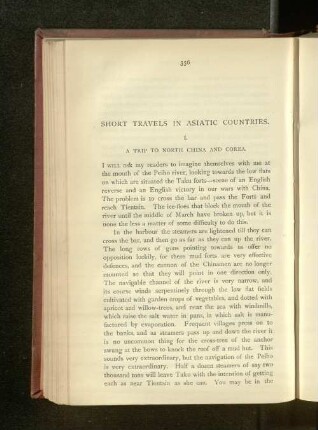 336
SHORT TRAVELS IN ASIATIC COUNTRIES.
I.
A TRIP TO NORTH CHINA AND COREA.
I WILL ask my readers to imagine themselves with me at
the mouth of the Peiho river, looking towards the low flats
on which are situated the Taku forts—scene of an English
reverse and an English victory in our wars with China.
The problem is to cross the bar and pass the Forts and
reach Tientsin. The ice-floes that block the mouth of the
river until the middle of March have broken up, but it is
none the less a matter of some difficulty to do this.
In the harbour the steamers are lightened till they can
cross the bar, and then go as far as they can up the river.
The long rows of guns pointing towards us offer no
opposition luckily, for these mud forts are very effective
defences, and the cannon of the Chinamen are no longer
cemented so that they will point in one direction only.
The navigable channel of the river is very narrow, and
its course winds serpentinely through the low flat fields
cultivated with garden crops of vegetables, and dotted with
apricot and willow-trees, and near the sea with windmills,
which raise the salt water in pans, in which salt is manu-
factured by evaporation. Frequent villages press on to
the banks, and as steamers pass up and down the river it
is no uncommon thing for the cross-tree of the anchor
swung at the bows to knock the roof off a mud hut. This
sounds very extraordinary, but the navigation of the Peiho
is very extraordinary. Half a dozen steamers of any two
thousand tons will leave Taku with the intention of getting
each as near Tientsin as she can. You may be in the